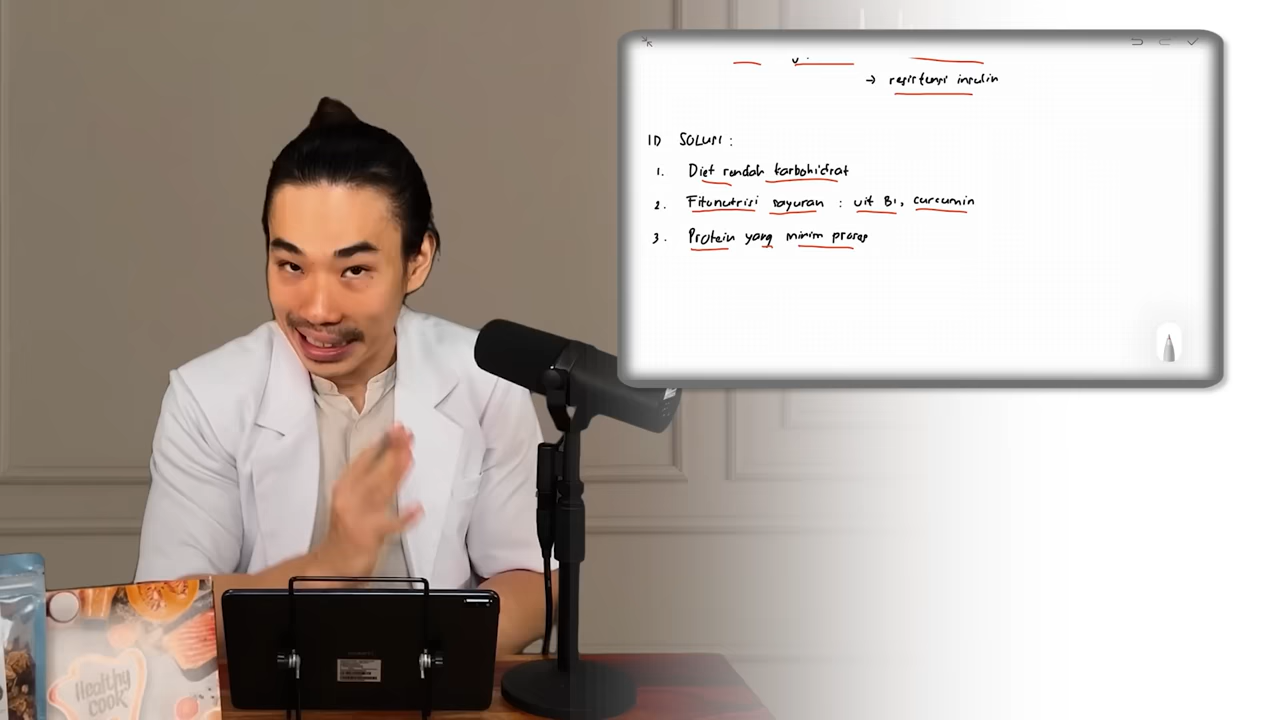 → resistensi insulin
10 SOLUSI :
1. Diet rendah karbohidrat
2. Fitonutrisi sayuran : vit B1, curcumin
3. Protein yang minim proses
Healthy
cook